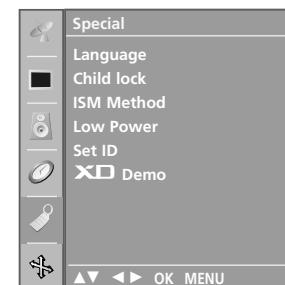 Special
Language
Child lock
ISM Method
Low Power
Set ID
XD Demo
▲▼ ◄► OK MENU